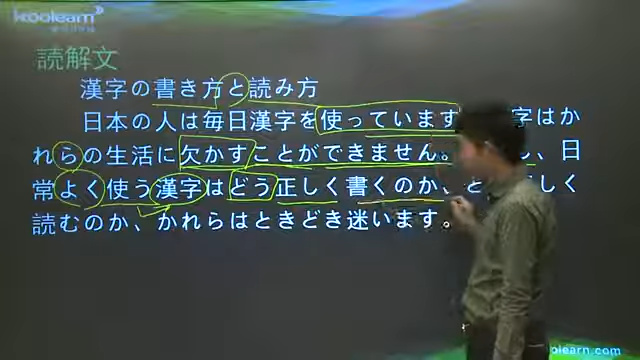 koolearn
読解文
漢字の書き方と読み方
日本の人は毎日漢字を使っています 字はか
れらの生活に欠かすことができません。 、日
常よく使う漢字はどう正しく書くのか、と しく
読むのか、かれらはときどき迷います。
olearn.com